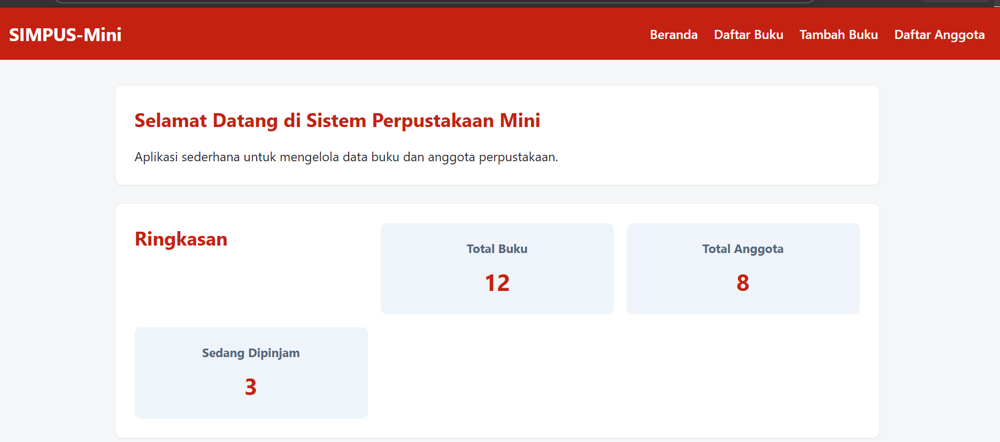 SIMPUS-Mini
Beranda Daftar Buku Tambah Buku Daftar Anggota
Selamat Datang di Sistem Perpustakaan Mini
Aplikasi sederhana untuk mengelola data buku dan anggota perpustakaan.
Ringkasan
Total Buku
12
Total Anggota
8
Sedang Dipinjam
3